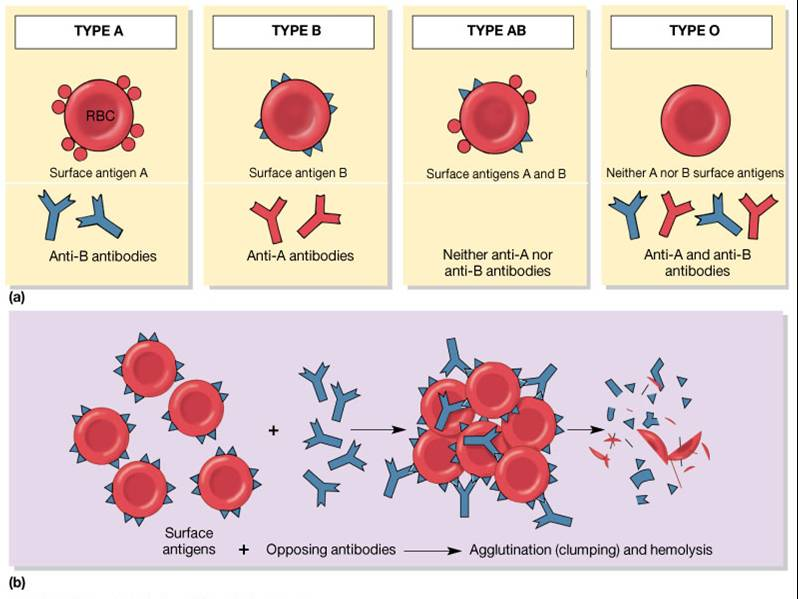 TYPE A
TYPE B
TYPE AB
TYPE O
RBC
Surface antigen A
Surface antigen B
Surface antigens A and B
Neither A nor B surface antigens
Anti-B antibodies
Anti-A antibodies
Neither anti-A nor
anti-B antibodies
Anti-A and anti-B
antibodies
(a)
+
Surface
antigens
+ Opposing antibodies
Agglutination (clumping) and hemolysis
(b)